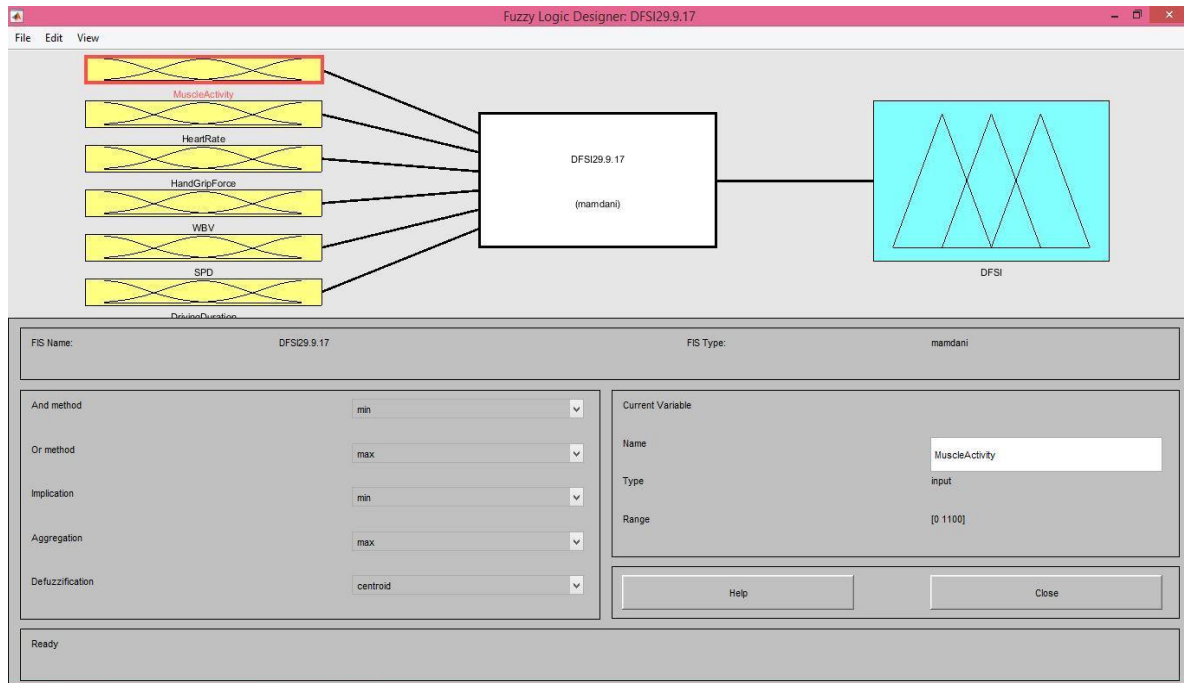 Fuzzy Logic Designer: DFSI29.9.17
File Edit View
MuscleActivity
HeartRate
HandGripForce
WBV
SPD
DrivingDuration
DFSI29.9.17
(mamdani)
DFSI
FIS Name: DFSI29.9.17 FIS Type: mamdani
And method min
Or method max
Implication min
Aggregation max
Defuzzification centroid
Current Variable
Name MuscleActivity
Type input
Range [0 1100]
Help Close
Ready